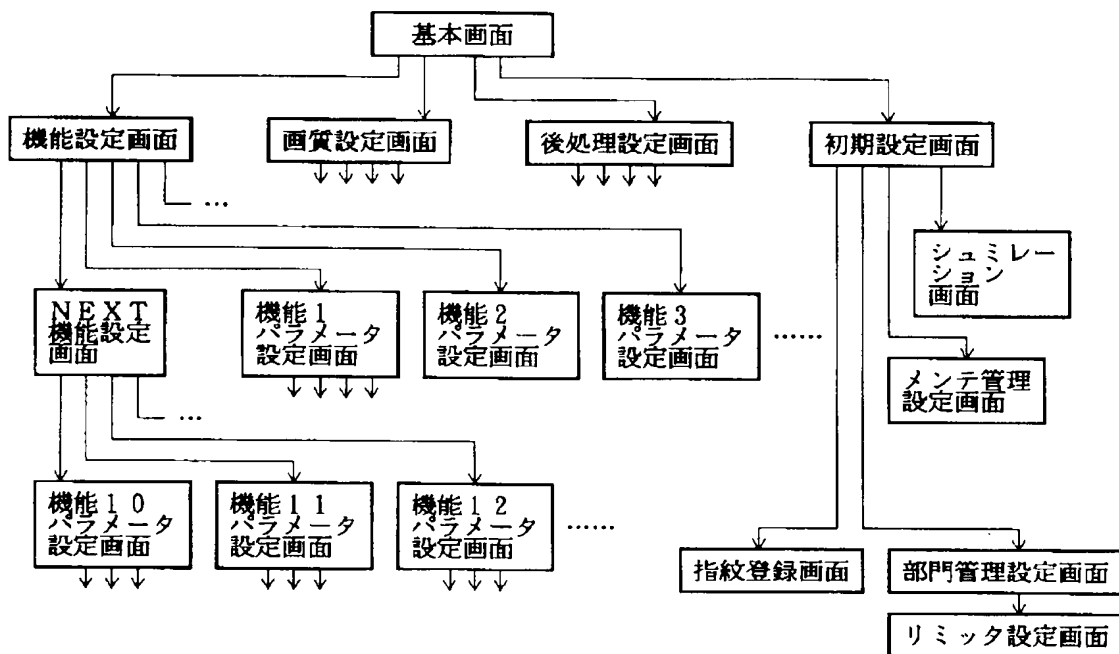 基本画面
機能設定画面
画質設定画面
後処理設定画面
初期設定画面
…
シュミレー
ション
画面
ＮＥＸＴ
機能設定
画面
機能１
パラメータ
設定画面
機能２
パラメータ
設定画面
機能３
パラメータ
設定画面
……
メンテ管理
設定画面
…
機能１０
パラメータ
設定画面
機能１１
パラメータ
設定画面
機能１２
パラメータ
設定画面
……
指紋登録画面
部門管理設定画面
リミッタ設定画面